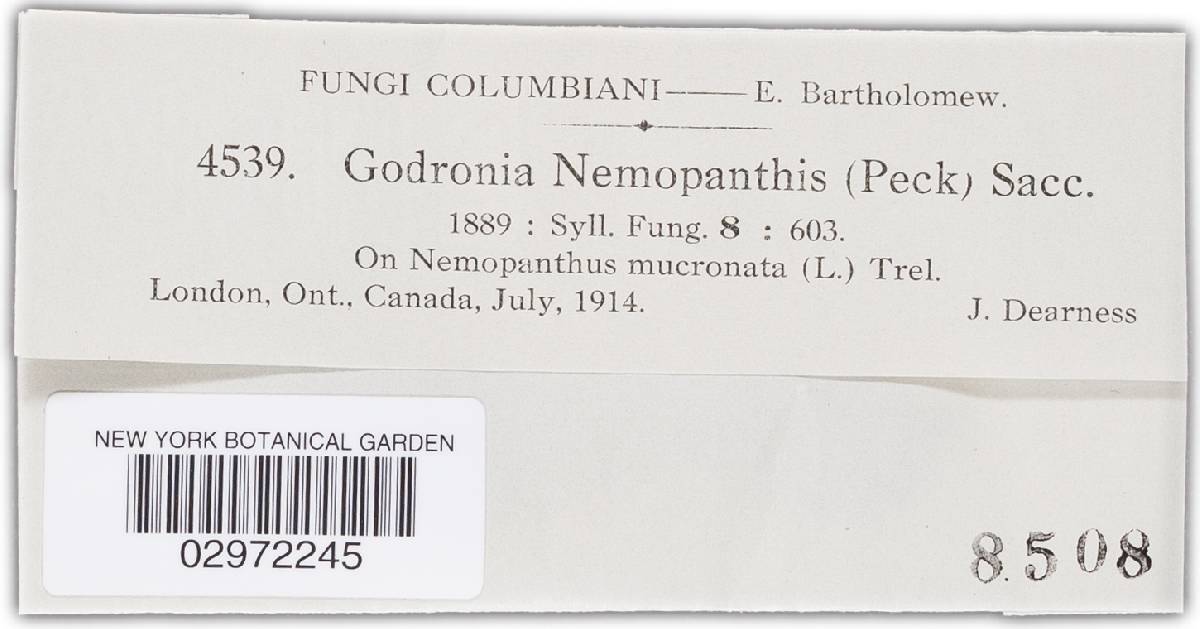 FUNGI COLUMBIANI——E. Bartholomew.
4539. Godronia Nemopanthis (Peck) Sacc.
1889 : Syll. Fung. 8 : 603.
On Nemopanthus mucronata (L.) Trel.
London, Ont., Canada, July, 1914. J. Dearness
NEW YORK BOTANICAL GARDEN
02972245
8508